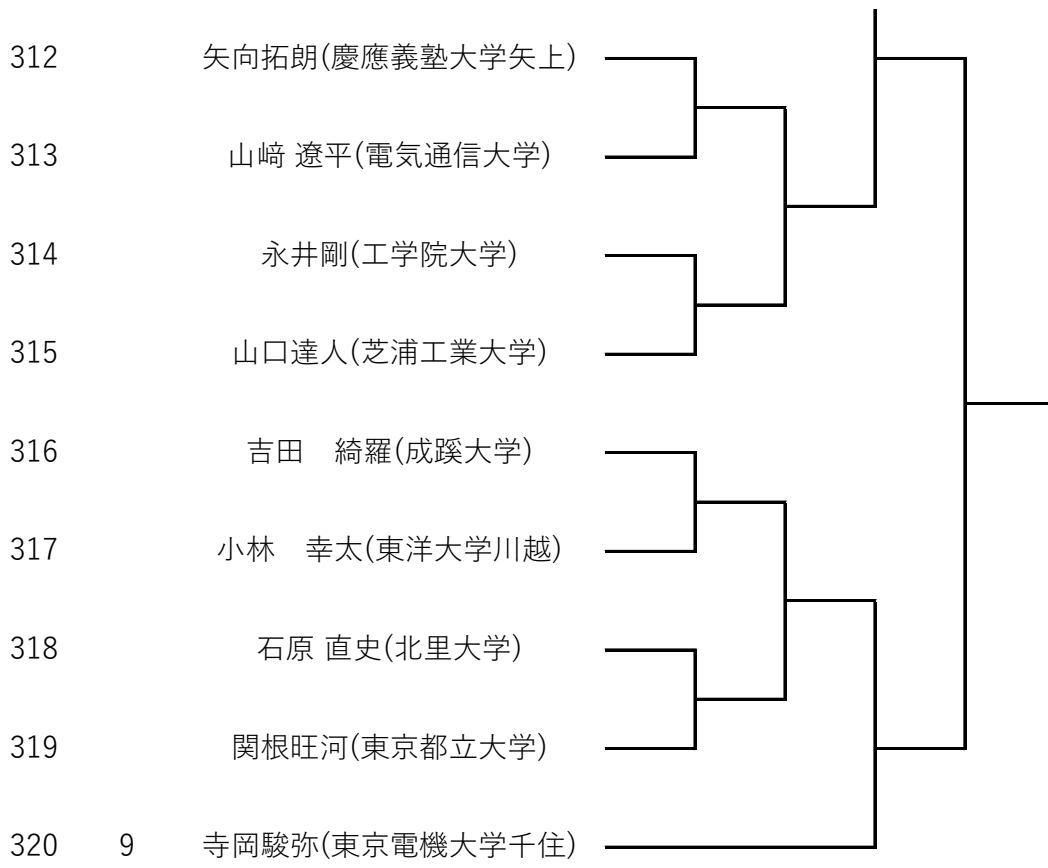 312 矢向拓朗(慶應義塾大学矢上)
313 山﨑 遼平(電気通信大学)
314 永井剛(工学院大学)
315 山口達人(芝浦工業大学)
316 吉田　綺羅(成蹊大学)
317 小林　幸太(東洋大学川越)
318 石原 直史(北里大学)
319 関根旺河(東京都立大学)
320 9 寺岡駿弥(東京電機大学千住)